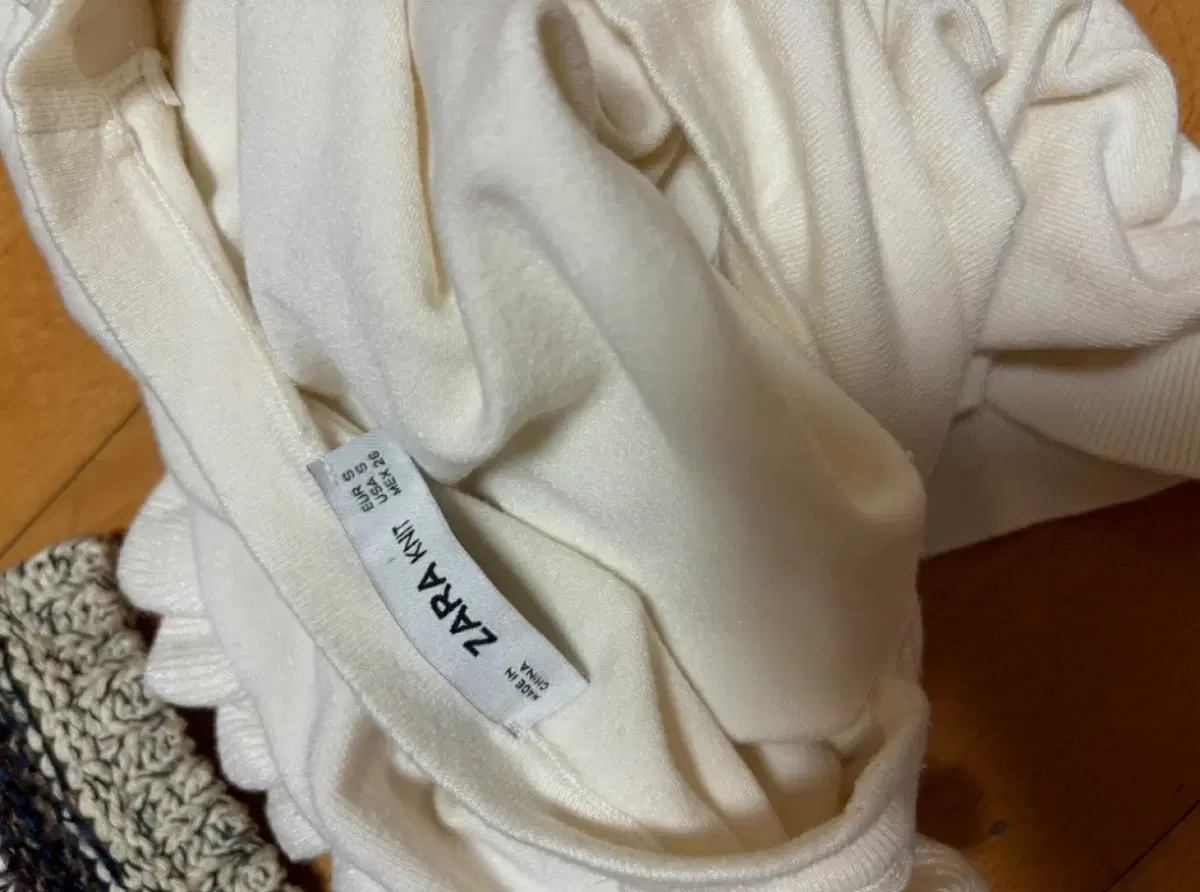 EUR S
USA S
MEX 26
ZARA KNIT
MADE IN
CHINA